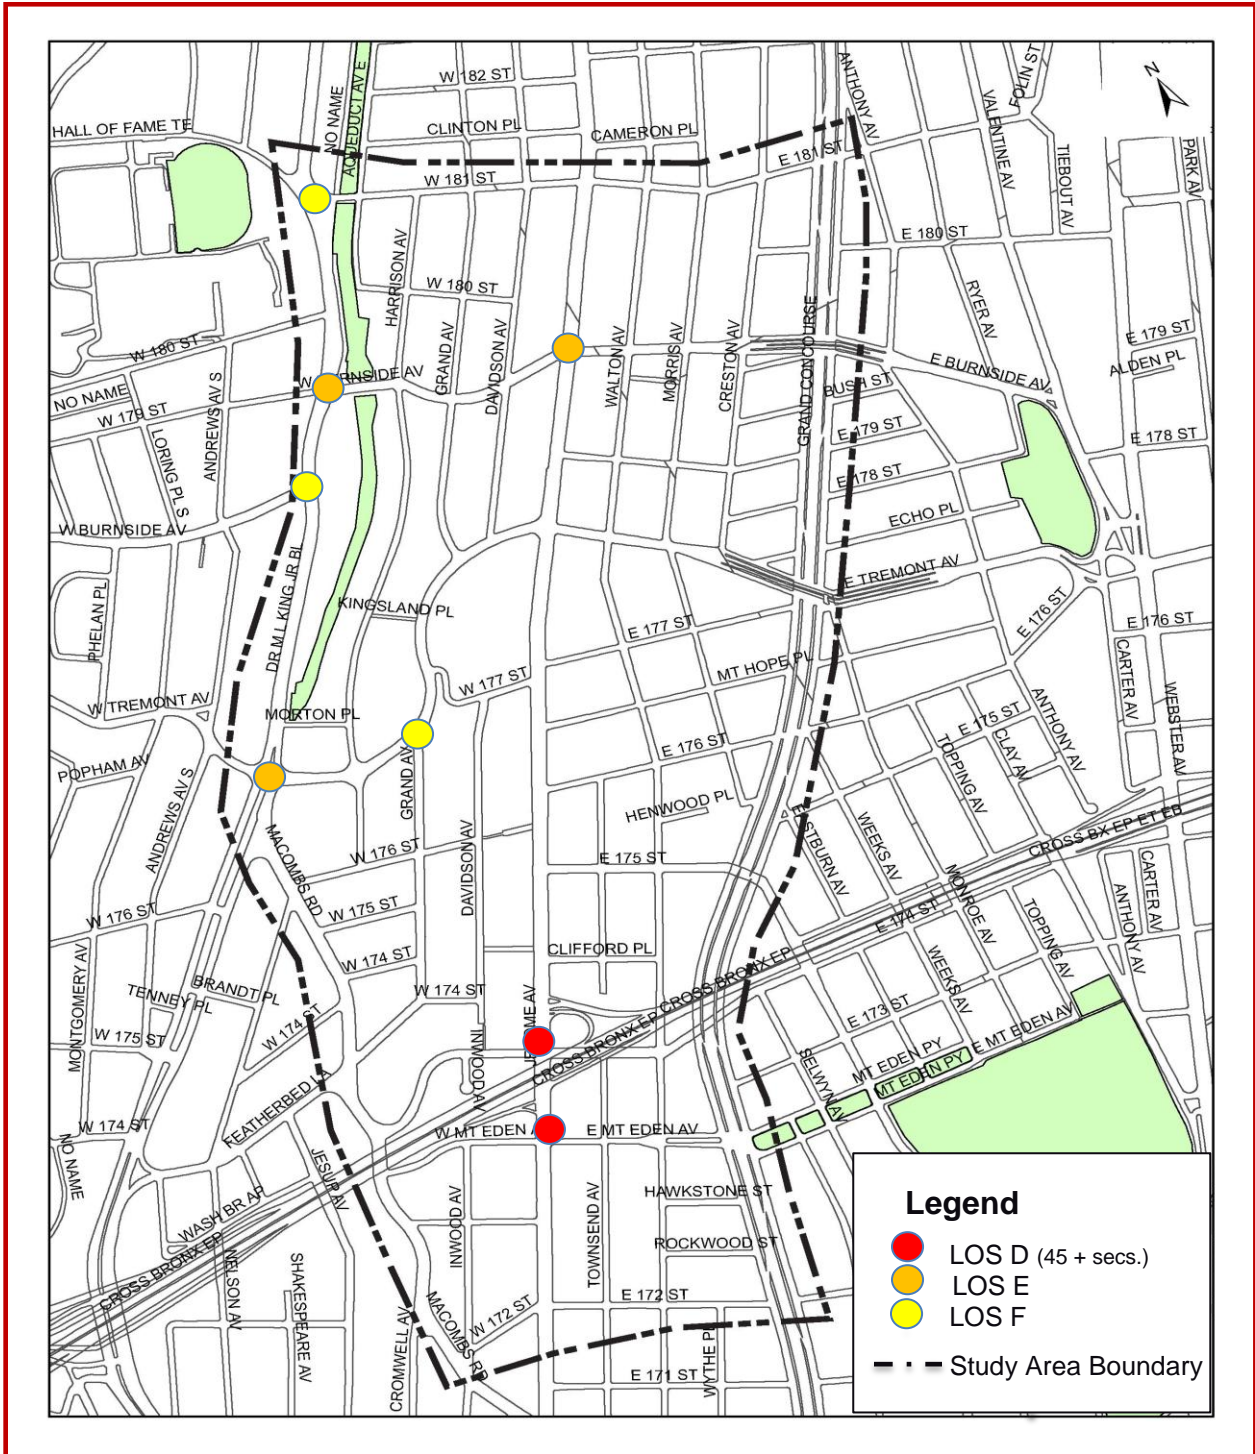 N
W 182 ST
ANTHONY AV
FOLIN ST
HALL OF FAME TE
NO NAME
AQUEDUCT AV E
CLINTON PL
CAMERON PL
VALENTINE AV
TIEBOUT AV
PARK AV
E 181 ST
W 181 ST
E 180 ST
HARRISON AV
W 180 ST
RYER AV
W 180 ST
GRAND AV
DAVIDSON AV
WALTON AV
MORRIS AV
CRESTON AV
GRAND CONCOURSE
E 179 ST
ALDEN PL
E BURNSIDE AV
BUSH ST
NO NAME
W 179 ST
ANDREWS AV S
LORING PL S
E 179 ST
E 178 ST
E 178 ST
W BURNSIDE AV
ECHO PL
E TREMONT AV
DR M L KING JR BL
PHELAN PL
KINGSLAND PL
E 177 ST
E 176 ST
E 176 ST
MT HOPE PL
W 177 ST
CARTER AV
WEBSTER AV
W TREMONT AV
MORTON PL
ANTHONY AV
E 175 ST
E 176 ST
TOPPING AV
CLAY AV
POPHAM AV
ANDREWS AV S
GRAND AV
HENWOOD PL
MACOMBS RD
DAVIDSON AV
WEEKS AV
CROSS BX EP ET EB
W 176 ST
E 175 ST
MONROE AV
CARTER AV
ANTHONY AV
W 175 ST
W 176 ST
E 174 ST
TOPPING AV
MONTGOMERY AV
W 174 ST
CLIFFORD PL
WEEKS AV
BRANDT PL
TENNEY PL
W 174 ST
CROSS BRONX EP
E 173 ST
W 175 ST
W 174 ST
INWOOD AV
CROSS BRONX EP
MT EDEN PY
E MT EDEN AV
SELWYN AV
MT EDEN PY
FEATHERBED LA
W 174 ST
W MT EDEN
E MT EDEN AV
NO NAME
JESUP AV
HAWKSTONE ST
WASH BR AP
INWOOD AV
TOWNSEND AV
ROCKWOOD ST
CROSS BRONX EP
NELSON AV
SHAKESPEARE AV
E 172 ST
MACOMBS RD
W 172 ST
CROMWELL AV
WYTHE PL
E 171 ST
Legend
LOS D (45 + secs.)
LOS E
LOS F
Study Area Boundary